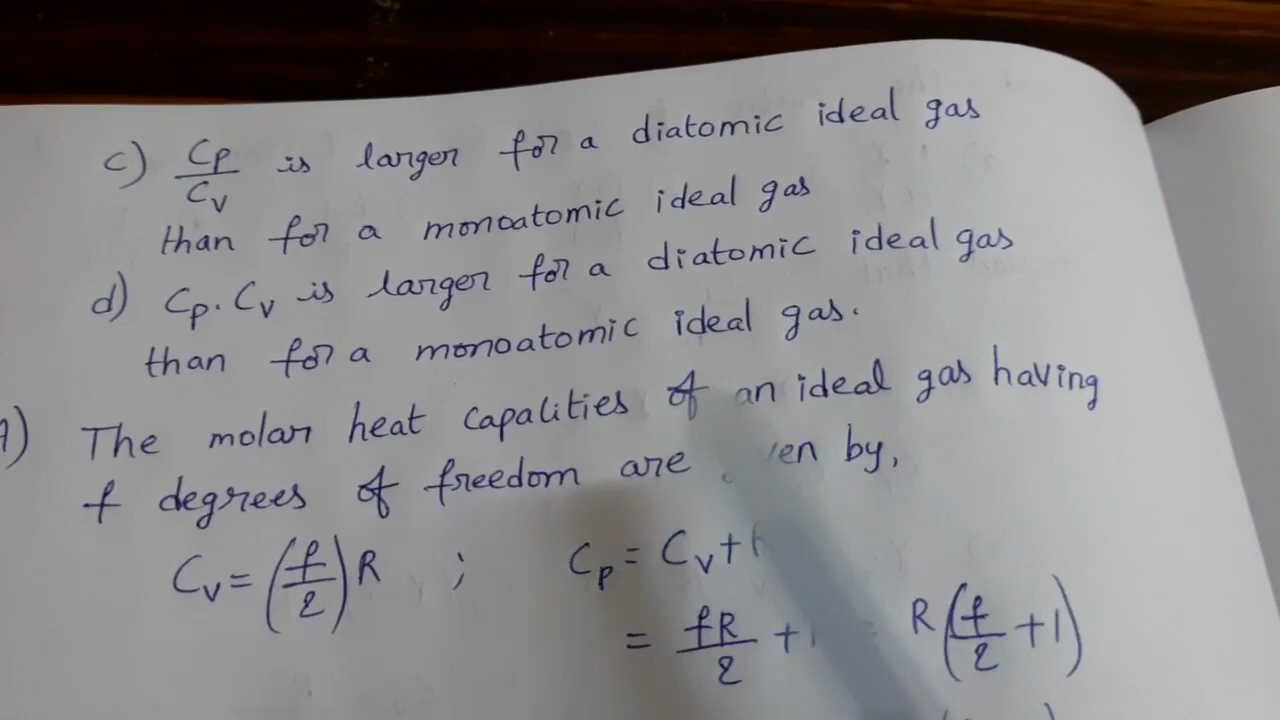 c) Cp/Cv is larger for a diatomic ideal gas
than for a monoatomic ideal gas
d) Cp.Cv is larger for a diatomic ideal gas
than for a monoatomic ideal gas.
) The molar heat capalities of an ideal gas having
f degrees of freedom are by,
Cv = (f/2)R ; Cp = Cv+
= fR/2 + = R(f/2 +1)